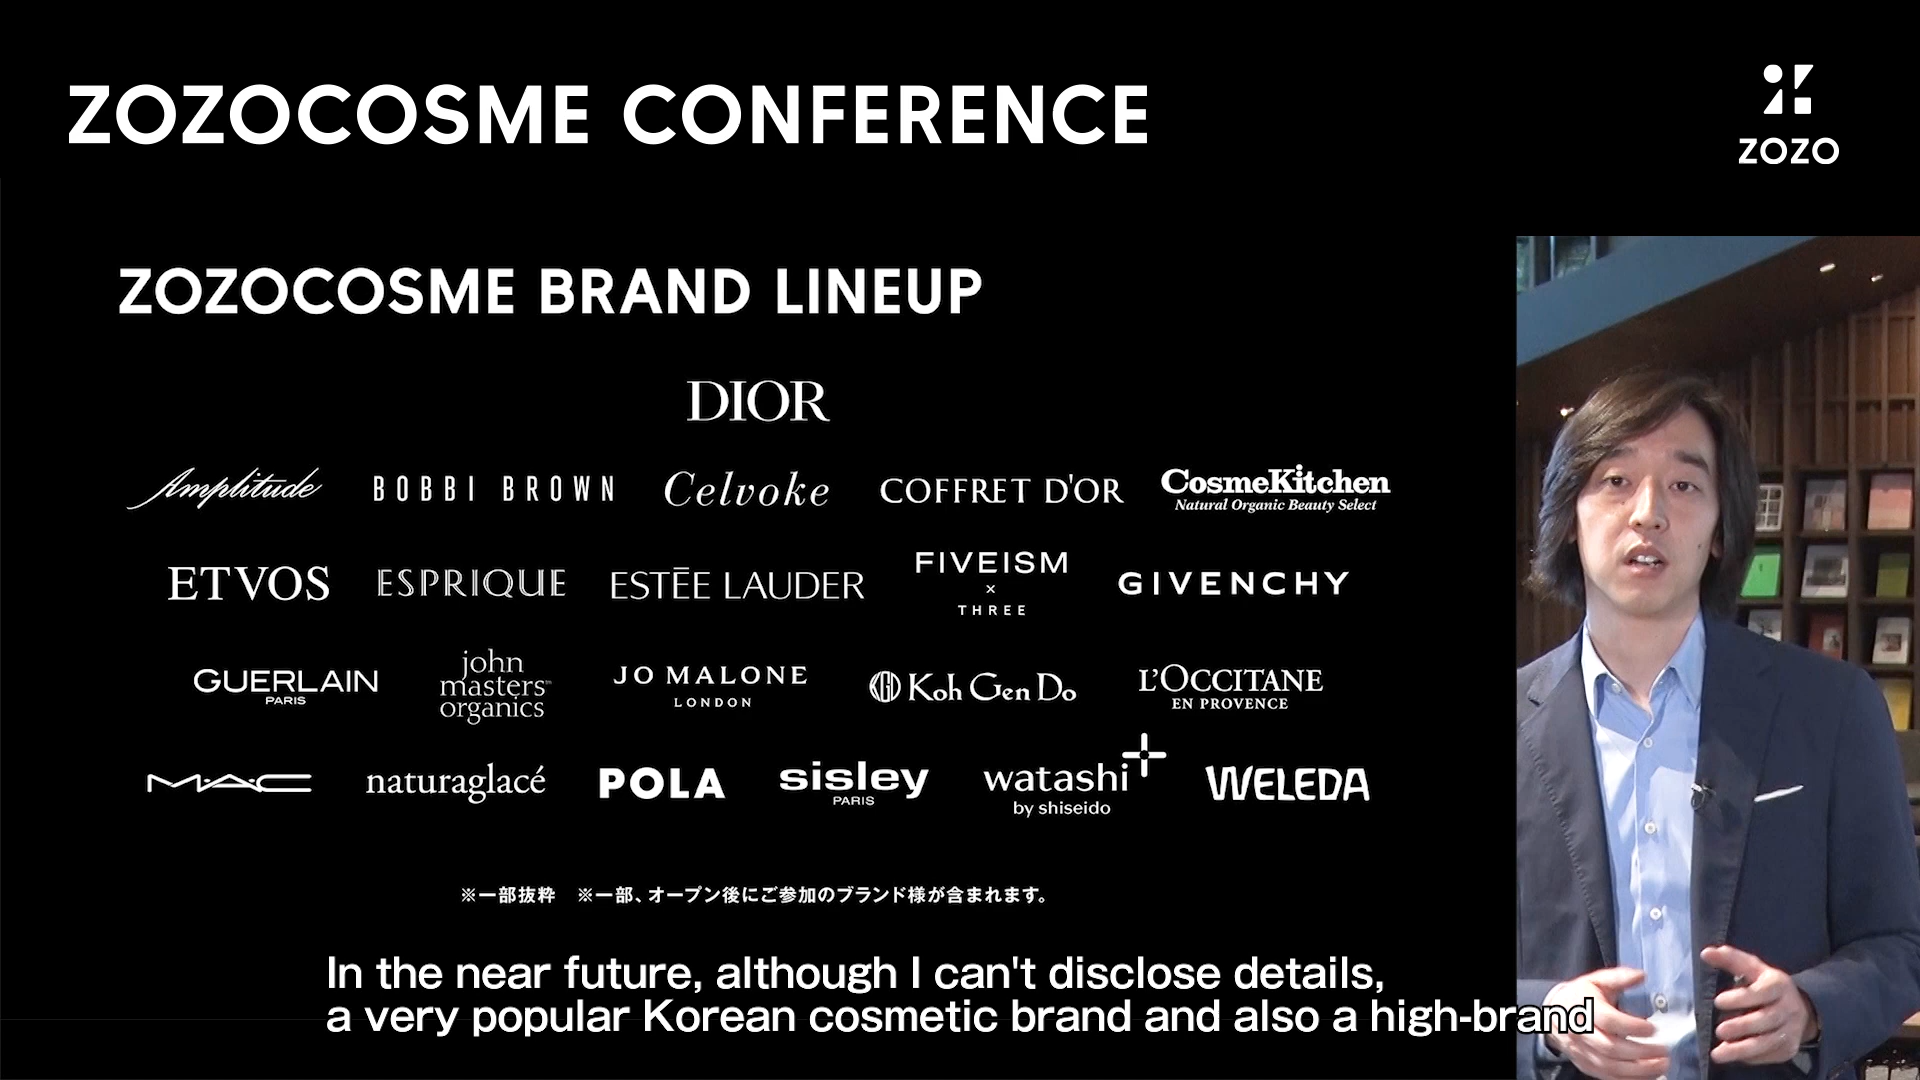 ZOZOCOSME CONFERENCE
ZOZO
ZOZOCOSME BRAND LINEUP
DIOR
Amplitude
BOBBI BROWN
Celvoke
COFFRET D'OR
CosmeKitchen
Natural Organic Beauty Select
ETVOS
ESPRIQUE
ESTĒE LAUDER
FIVEISM
×
THREE
GIVENCHY
GUERLAIN
PARIS
john
masters
organics
JO MALONE
LONDON
KGD Koh Gen Do
L'OCCITANE
EN PROVENCE
M·A·C
naturaglacé
POLA
sisley
PARIS
watashi+
by shiseido
WELEDA
※一部抜粋 ※一部、オープン後にご参加のブランド様が含まれます。
In the near future, although I can't disclose details,
a very popular Korean cosmetic brand and also a high-brand